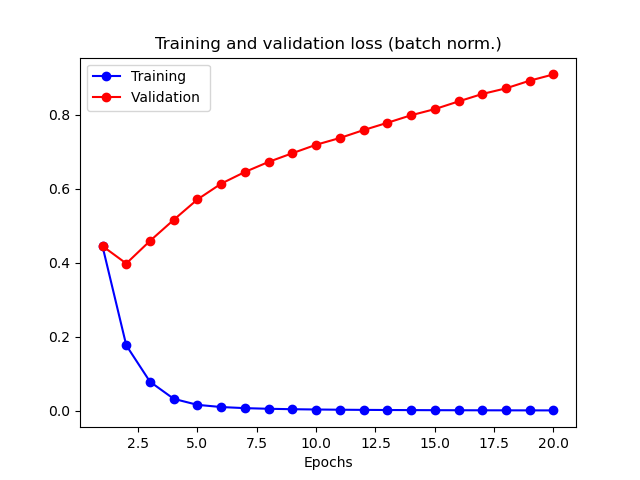 Training and validation loss (batch norm.)
Training
Validation
0.8
0.6
0.4
0.2
0.0
2.5 5.0 7.5 10.0 12.5 15.0 17.5 20.0
Epochs